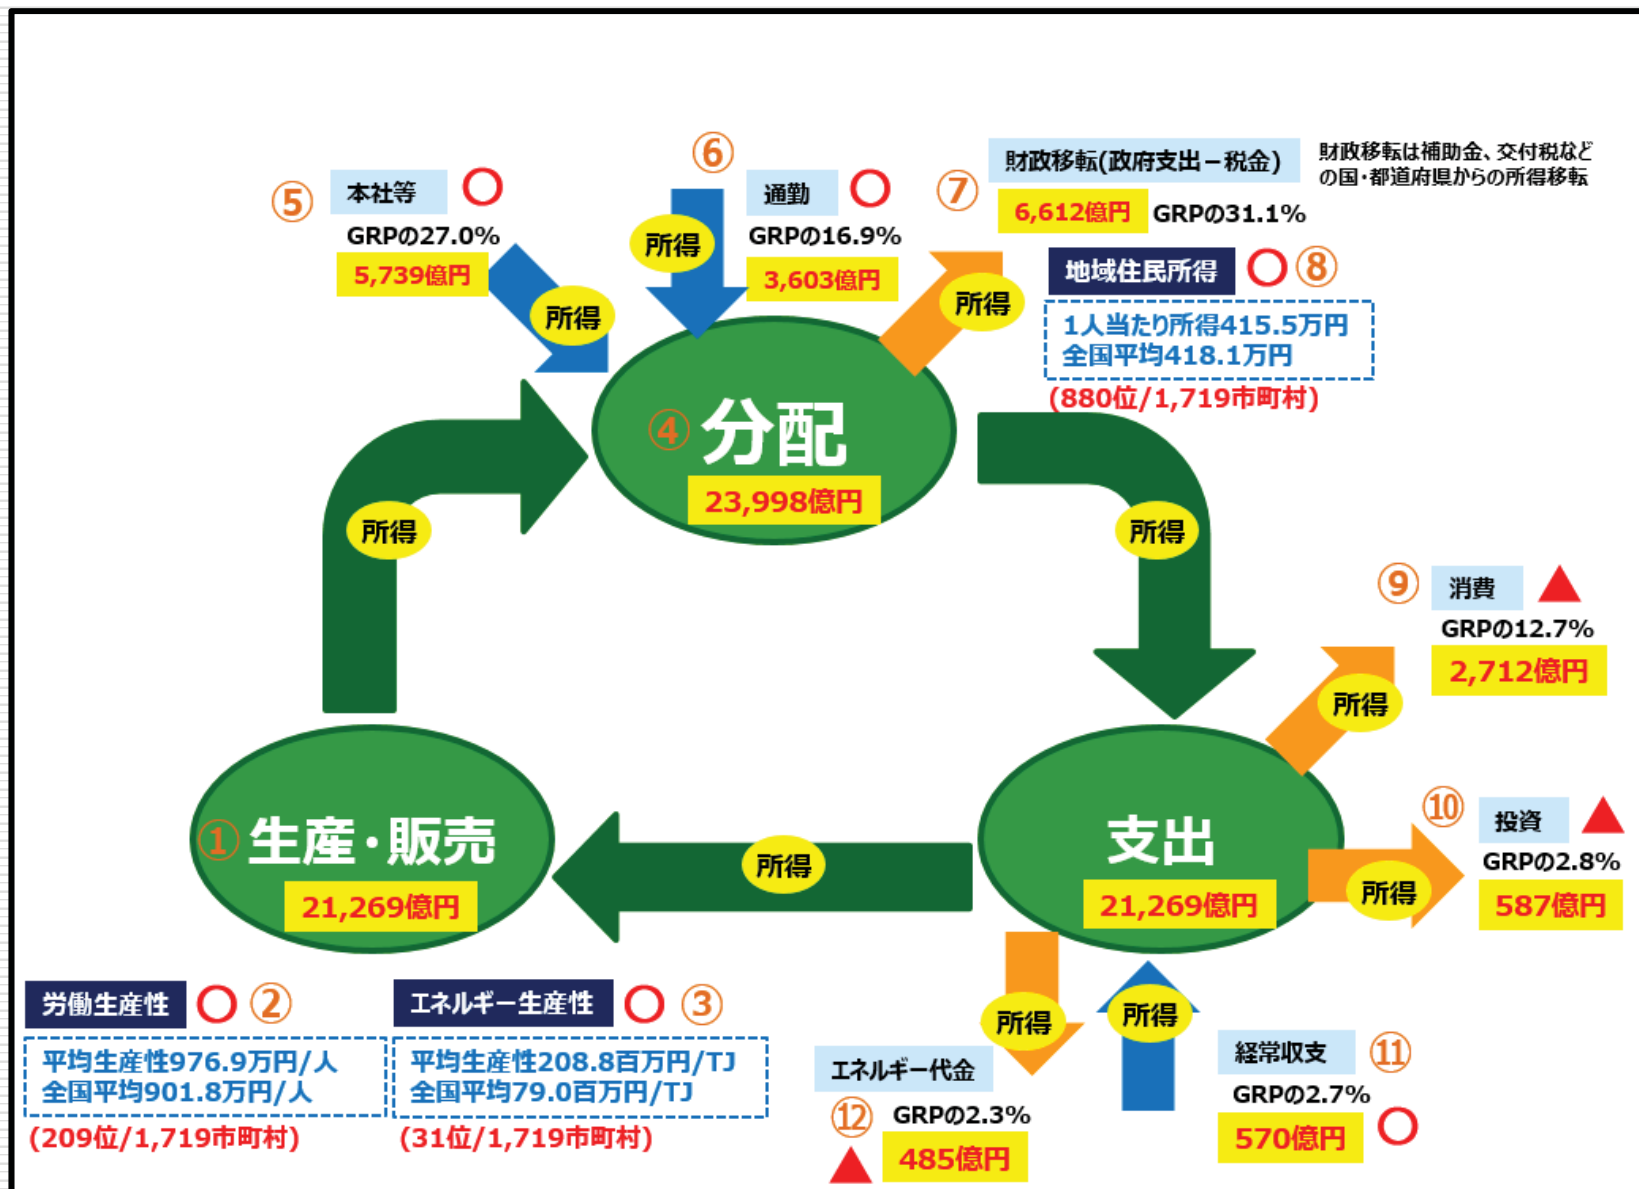 ⑤
本社等
GRPの27.0%
5,739億円
所得
⑥
所得
通勤
GRPの16.9%
3,603億円
⑦
財政移転(政府支出－税金)
6,612億円 GRPの31.1%
財政移転は補助金、交付税など
の国・都道府県からの所得移転
所得
地域住民所得 ⑧
1人当たり所得415.5万円
全国平均418.1万円
(880位/1,719市町村)
④ 分配
23,998億円
所得
所得
⑨ 消費
GRPの12.7%
2,712億円
所得
① 生産・販売
21,269億円
所得
支出
21,269億円
⑩
投資
GRPの2.8%
587億円
所得
労働生産性 ②
平均生産性976.9万円/人
全国平均901.8万円/人
(209位/1,719市町村)
エネルギー生産性 ③
平均生産性208.8百万円/TJ
全国平均79.0百万円/TJ
(31位/1,719市町村)
所得
エネルギー代金
⑫ GRPの2.3%
485億円
所得
経常収支 ⑪
GRPの2.7%
570億円